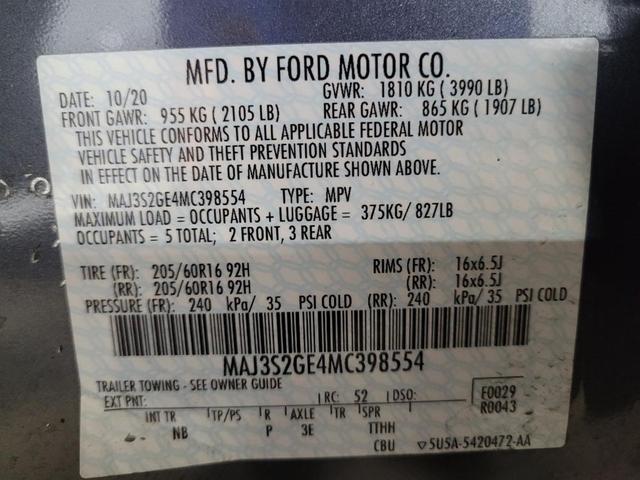 MFD. BY FORD MOTOR CO.
DATE: 10/20 GVWR: 1810 KG ( 3990 LB)
FRONT GAWR: 955 KG ( 2105 LB) REAR GAWR: 865 KG ( 1907 LB)
THIS VEHICLE CONFORMS TO ALL APPLICABLE FEDERAL MOTOR
VEHICLE SAFETY AND THEFT PREVENTION STANDARDS
IN EFFECT ON THE DATE OF MANUFACTURE SHOWN ABOVE.
VIN: MAJ3S2GE4MC398554 TYPE: MPV
MAXIMUM LOAD = OCCUPANTS + LUGGAGE = 375KG/ 827LB
OCCUPANTS = 5 TOTAL; 2 FRONT, 3 REAR
TIRE (FR): 205/60R16 92H RIMS (FR): 16x6.5J
(RR): 205/60R16 92H (RR): 16x6.5J
PRESSURE (FR): 240 kPa/ 35 PSI COLD (RR): 240 kPa/ 35 PSI COLD
MAJ3S2GE4MC398554
TRAILER TOWING - SEE OWNER GUIDE
EXT PNT: RC: 52 DSO: F0029
INT TR TP/PS R AXLE TR SPR R0043
NB P 3E TTHH
CBU ▽5U5A-5420472-AA